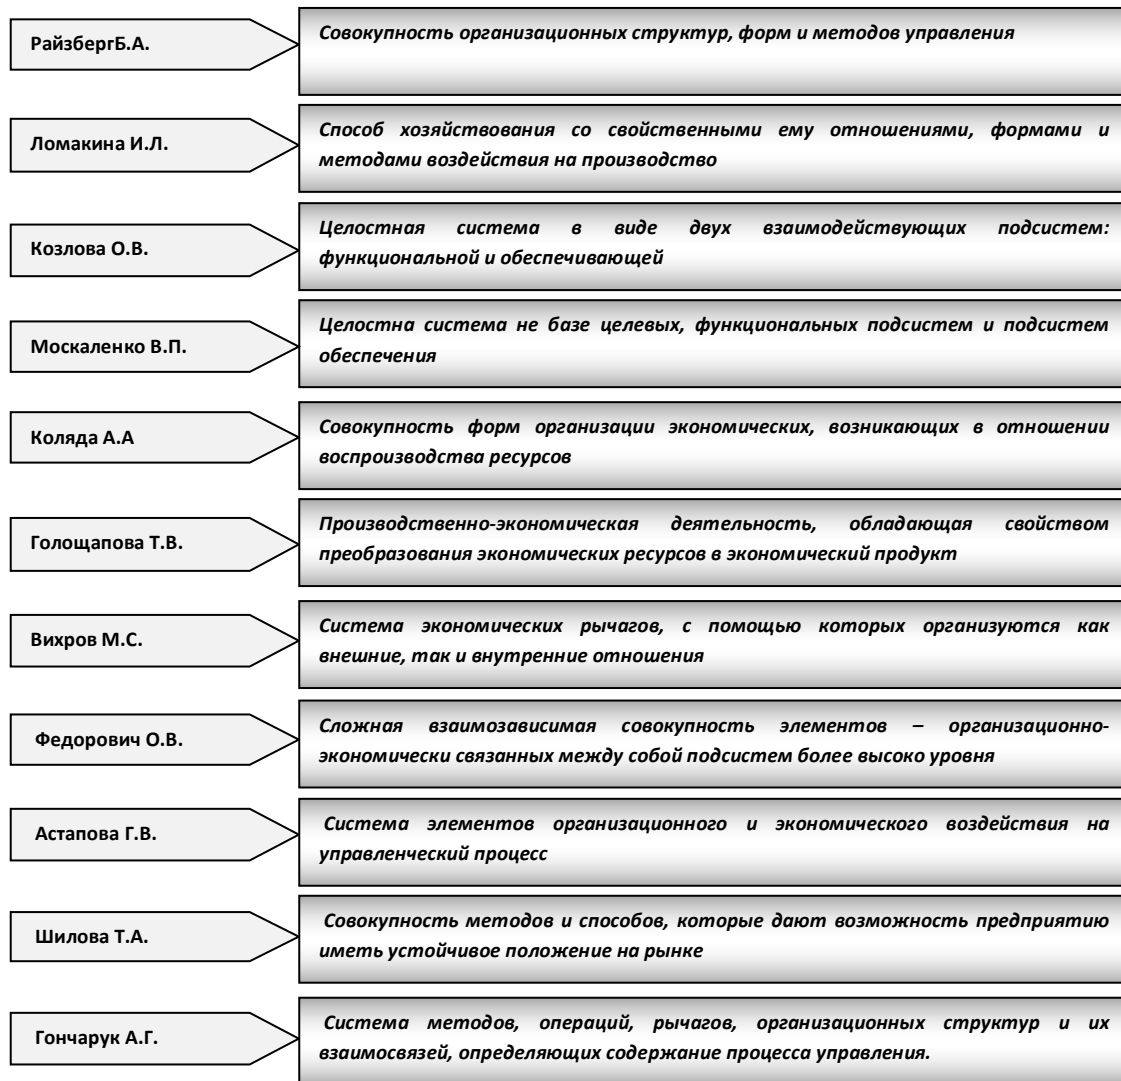 РайзбергБ.А.
Совокупность организационных структур, форм и методов управления
Ломакина И.Л.
Способ хозяйствования со свойственными ему отношениями, формами и
методами воздействия на производство
Козлова О.В.
Целостная система в виде двух взаимодействующих подсистем:
функциональной и обеспечивающей
Москаленко В.П.
Целостна система не базе целевых, функциональных подсистем и подсистем
обеспечения
Коляда А.А
Совокупность форм организации экономических, возникающих в отношении
воспроизводства ресурсов
Голощапова Т.В.
Производственно-экономическая деятельность, обладающая свойством
преобразования экономических ресурсов в экономический продукт
Вихров М.С.
Система экономических рычагов, с помощью которых организуются как
внешние, так и внутренние отношения
Федорович О.В.
Сложная взаимозависимая совокупность элементов – организационно-
экономически связанных между собой подсистем более высоко уровня
Астапова Г.В.
Система элементов организационного и экономического воздействия на
управленческий процесс
Шилова Т.А.
Совокупность методов и способов, которые дают возможность предприятию
иметь устойчивое положение на рынке
Гончарук А.Г.
Система методов, операций, рычагов, организационных структур и их
взаимосвязей, определяющих содержание процесса управления.